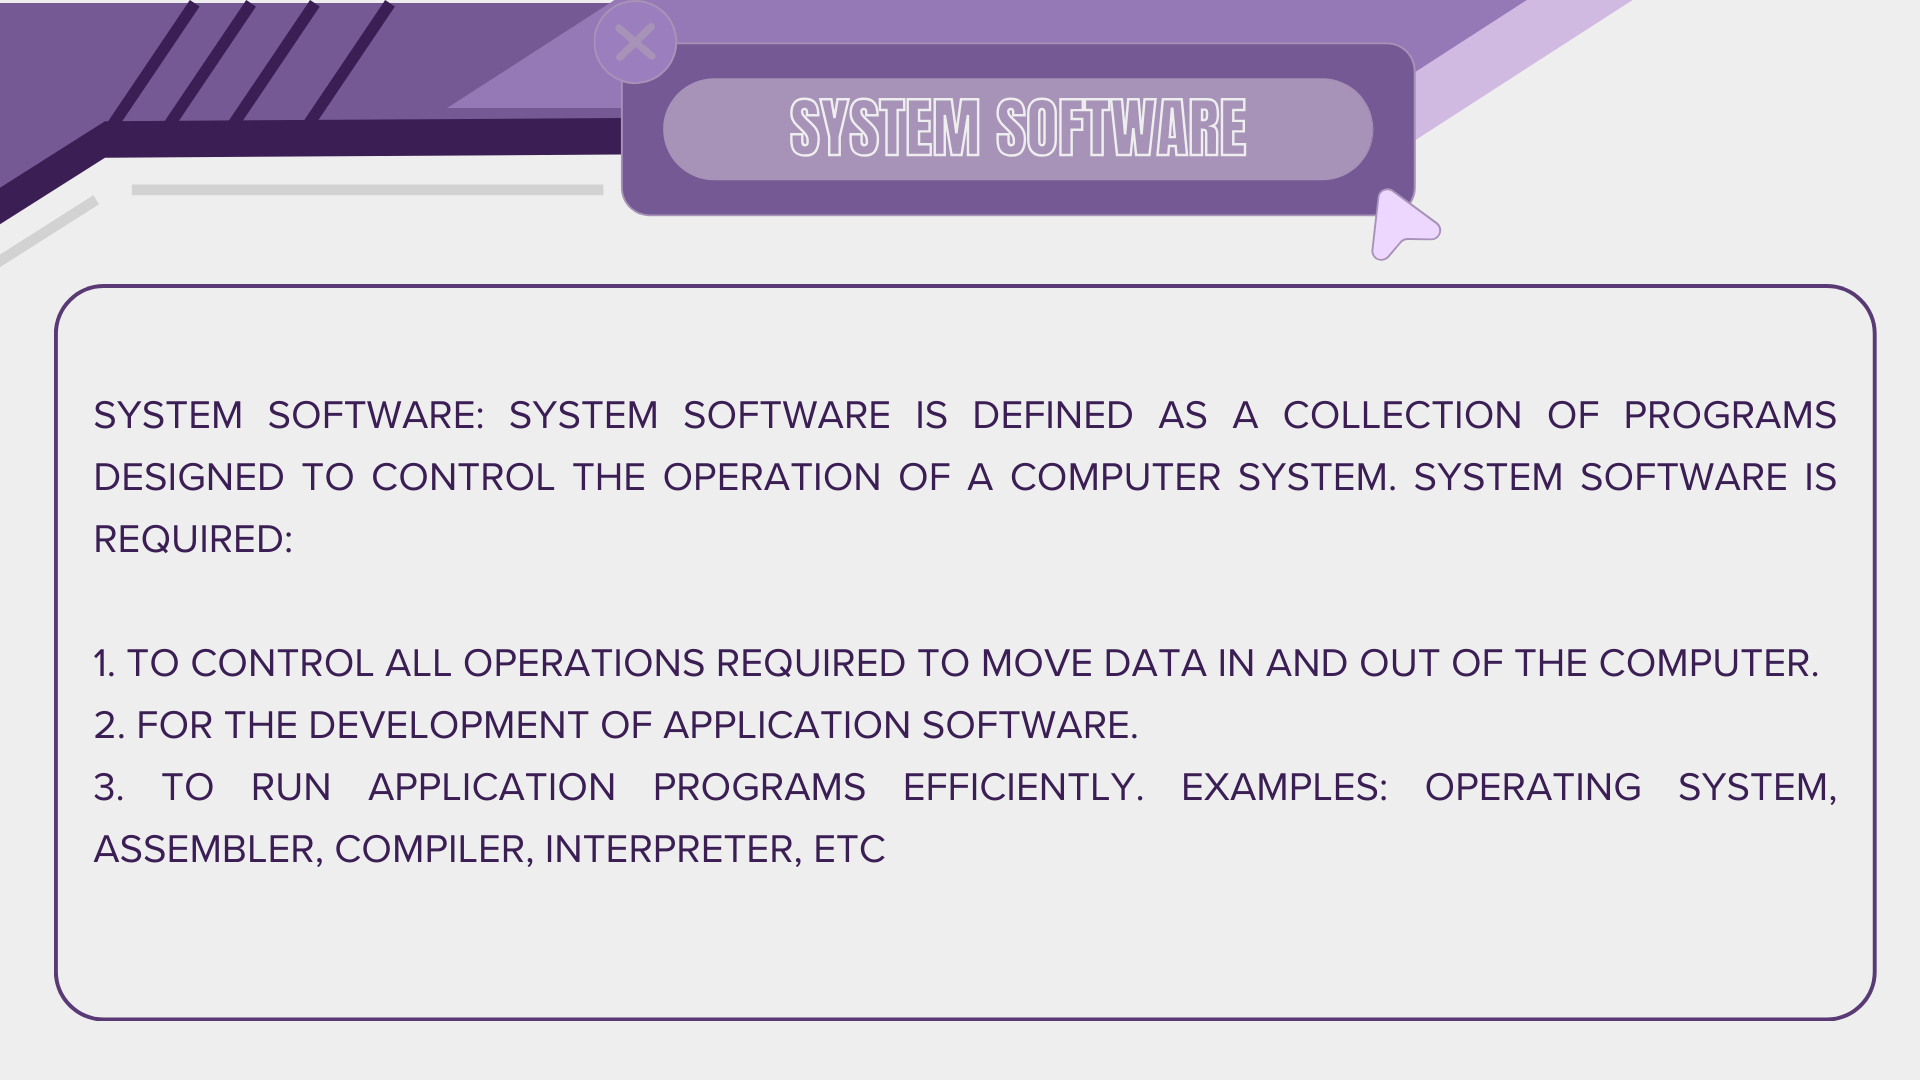 SYSTEM SOFTWARE
SYSTEM SOFTWARE: SYSTEM SOFTWARE IS DEFINED AS A COLLECTION OF PROGRAMS
DESIGNED TO CONTROL THE OPERATION OF A COMPUTER SYSTEM. SYSTEM SOFTWARE IS
REQUIRED:
1. TO CONTROL ALL OPERATIONS REQUIRED TO MOVE DATA IN AND OUT OF THE COMPUTER.
2. FOR THE DEVELOPMENT OF APPLICATION SOFTWARE.
3. TO RUN APPLICATION PROGRAMS EFFICIENTLY. EXAMPLES: OPERATING SYSTEM,
ASSEMBLER, COMPILER, INTERPRETER, ETC